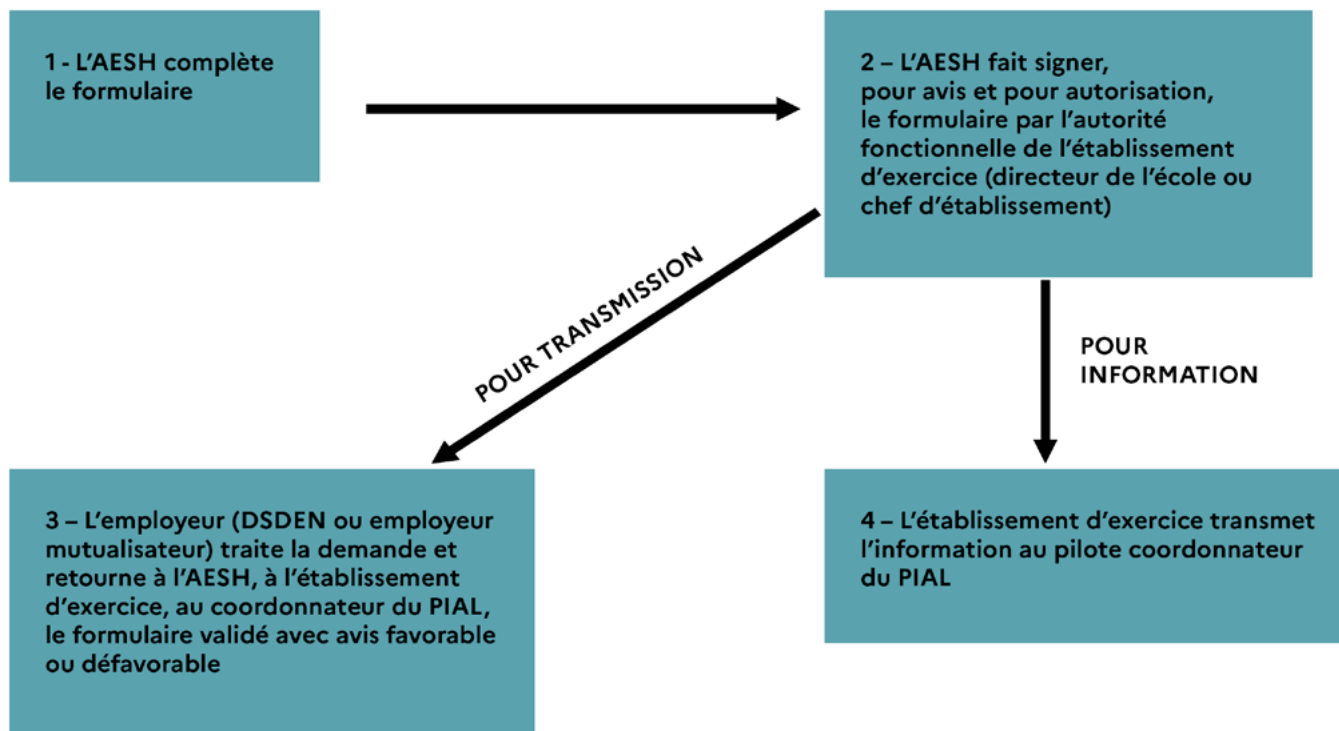 1 - L’AESH complète
le formulaire
2 – L’AESH fait signer,
pour avis et pour autorisation,
le formulaire par l’autorité
fonctionnelle de l’établissement
d’exercice (directeur de l’école ou
chef d’établissement)
POUR TRANSMISSION
POUR
INFORMATION
3 – L’employeur (DSDEN ou employeur
mutualisateur) traite la demande et
retourne à l’AESH, à l’établissement
d’exercice, au coordonnateur du PIAL,
le formulaire validé avec avis favorable
ou défavorable
4 – L’établissement d’exercice transmet
l’information au pilote coordonnateur
du PIAL